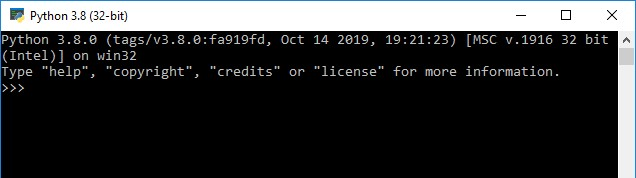 Python 3.8 (32-bit)
Python 3.8.0 (tags/v3.8.0:fa919fd, Oct 14 2019, 19:21:23) [MSC v.1916 32 bit
(Intel)] on win32
Type "help", "copyright", "credits" or "license" for more information.
>>>